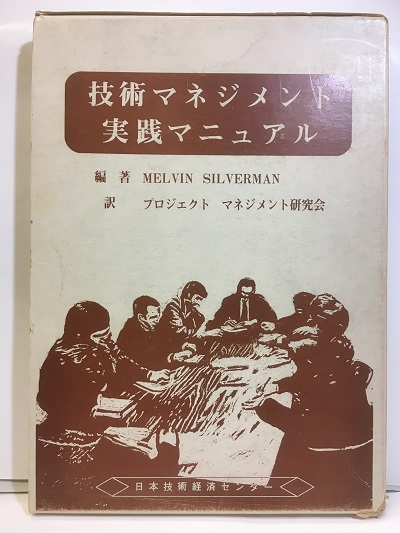 技術マネジメント
実践マニュアル
編 著 MELVIN SILVERMAN
訳 プロジェクト マネジメント研究会
日本技術経済センター